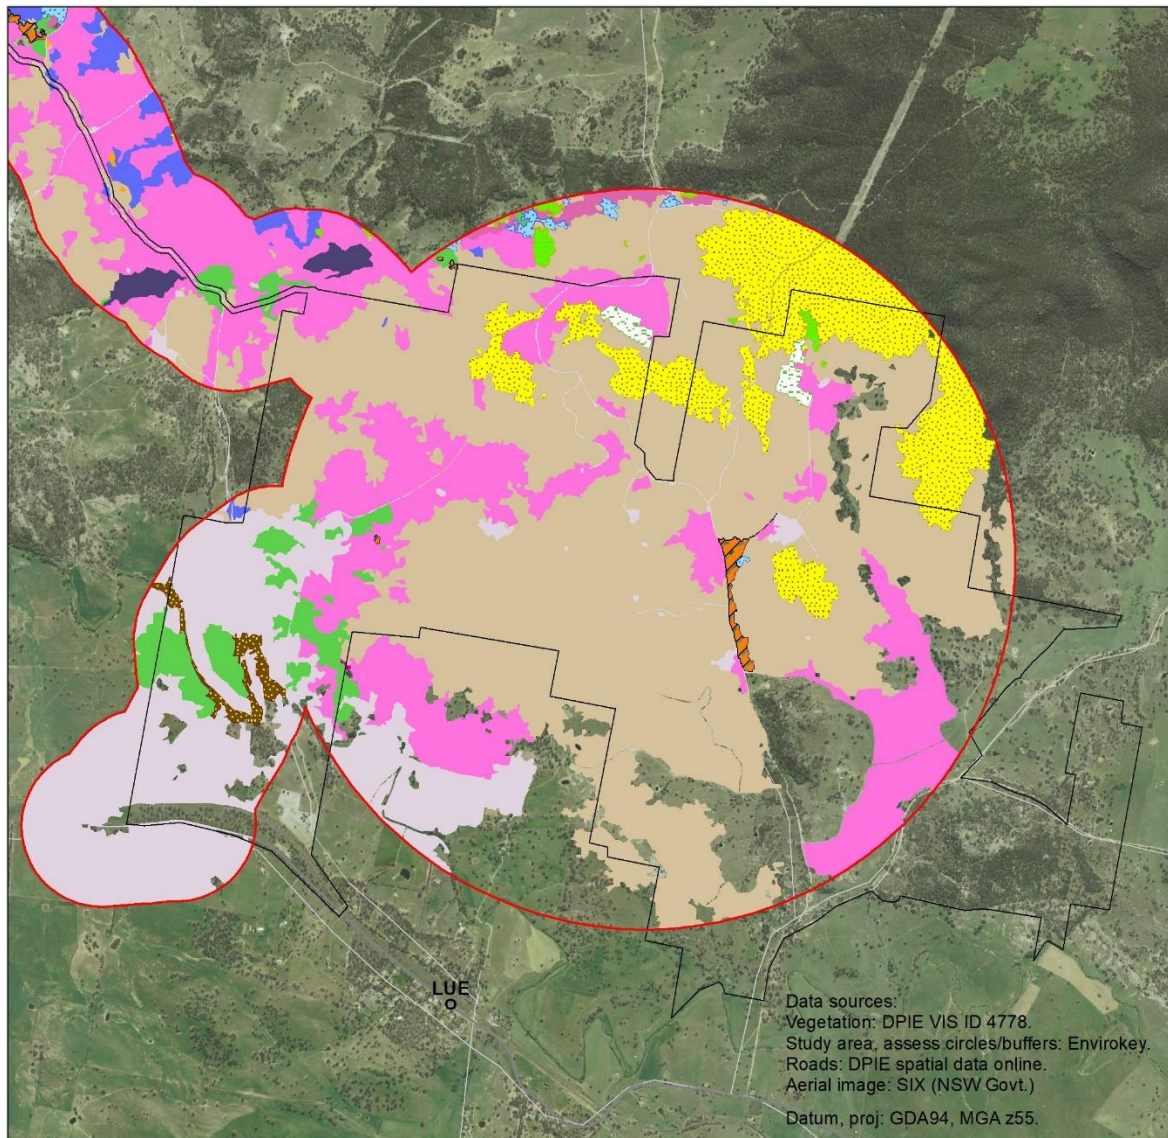 LUE
Data sources:
Vegetation: DPIE VIS ID 4778.
Study area, assess circles/buffers: Envirokey.
Roads: DPIE spatial data online.
Aerial image: SIX (NSW Govt.)
Datum, proj: GDA94, MGA z55.